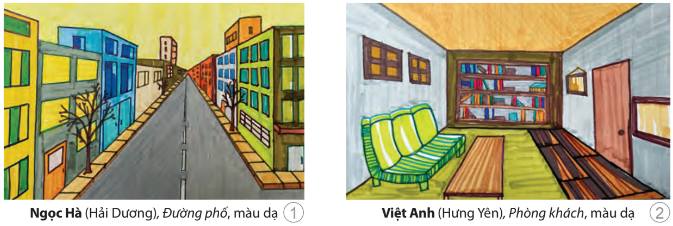 Ngọc Hà (Hải Dương), Đường phố, màu dạ 1
Việt Anh (Hưng Yên), Phòng khách, màu dạ 2